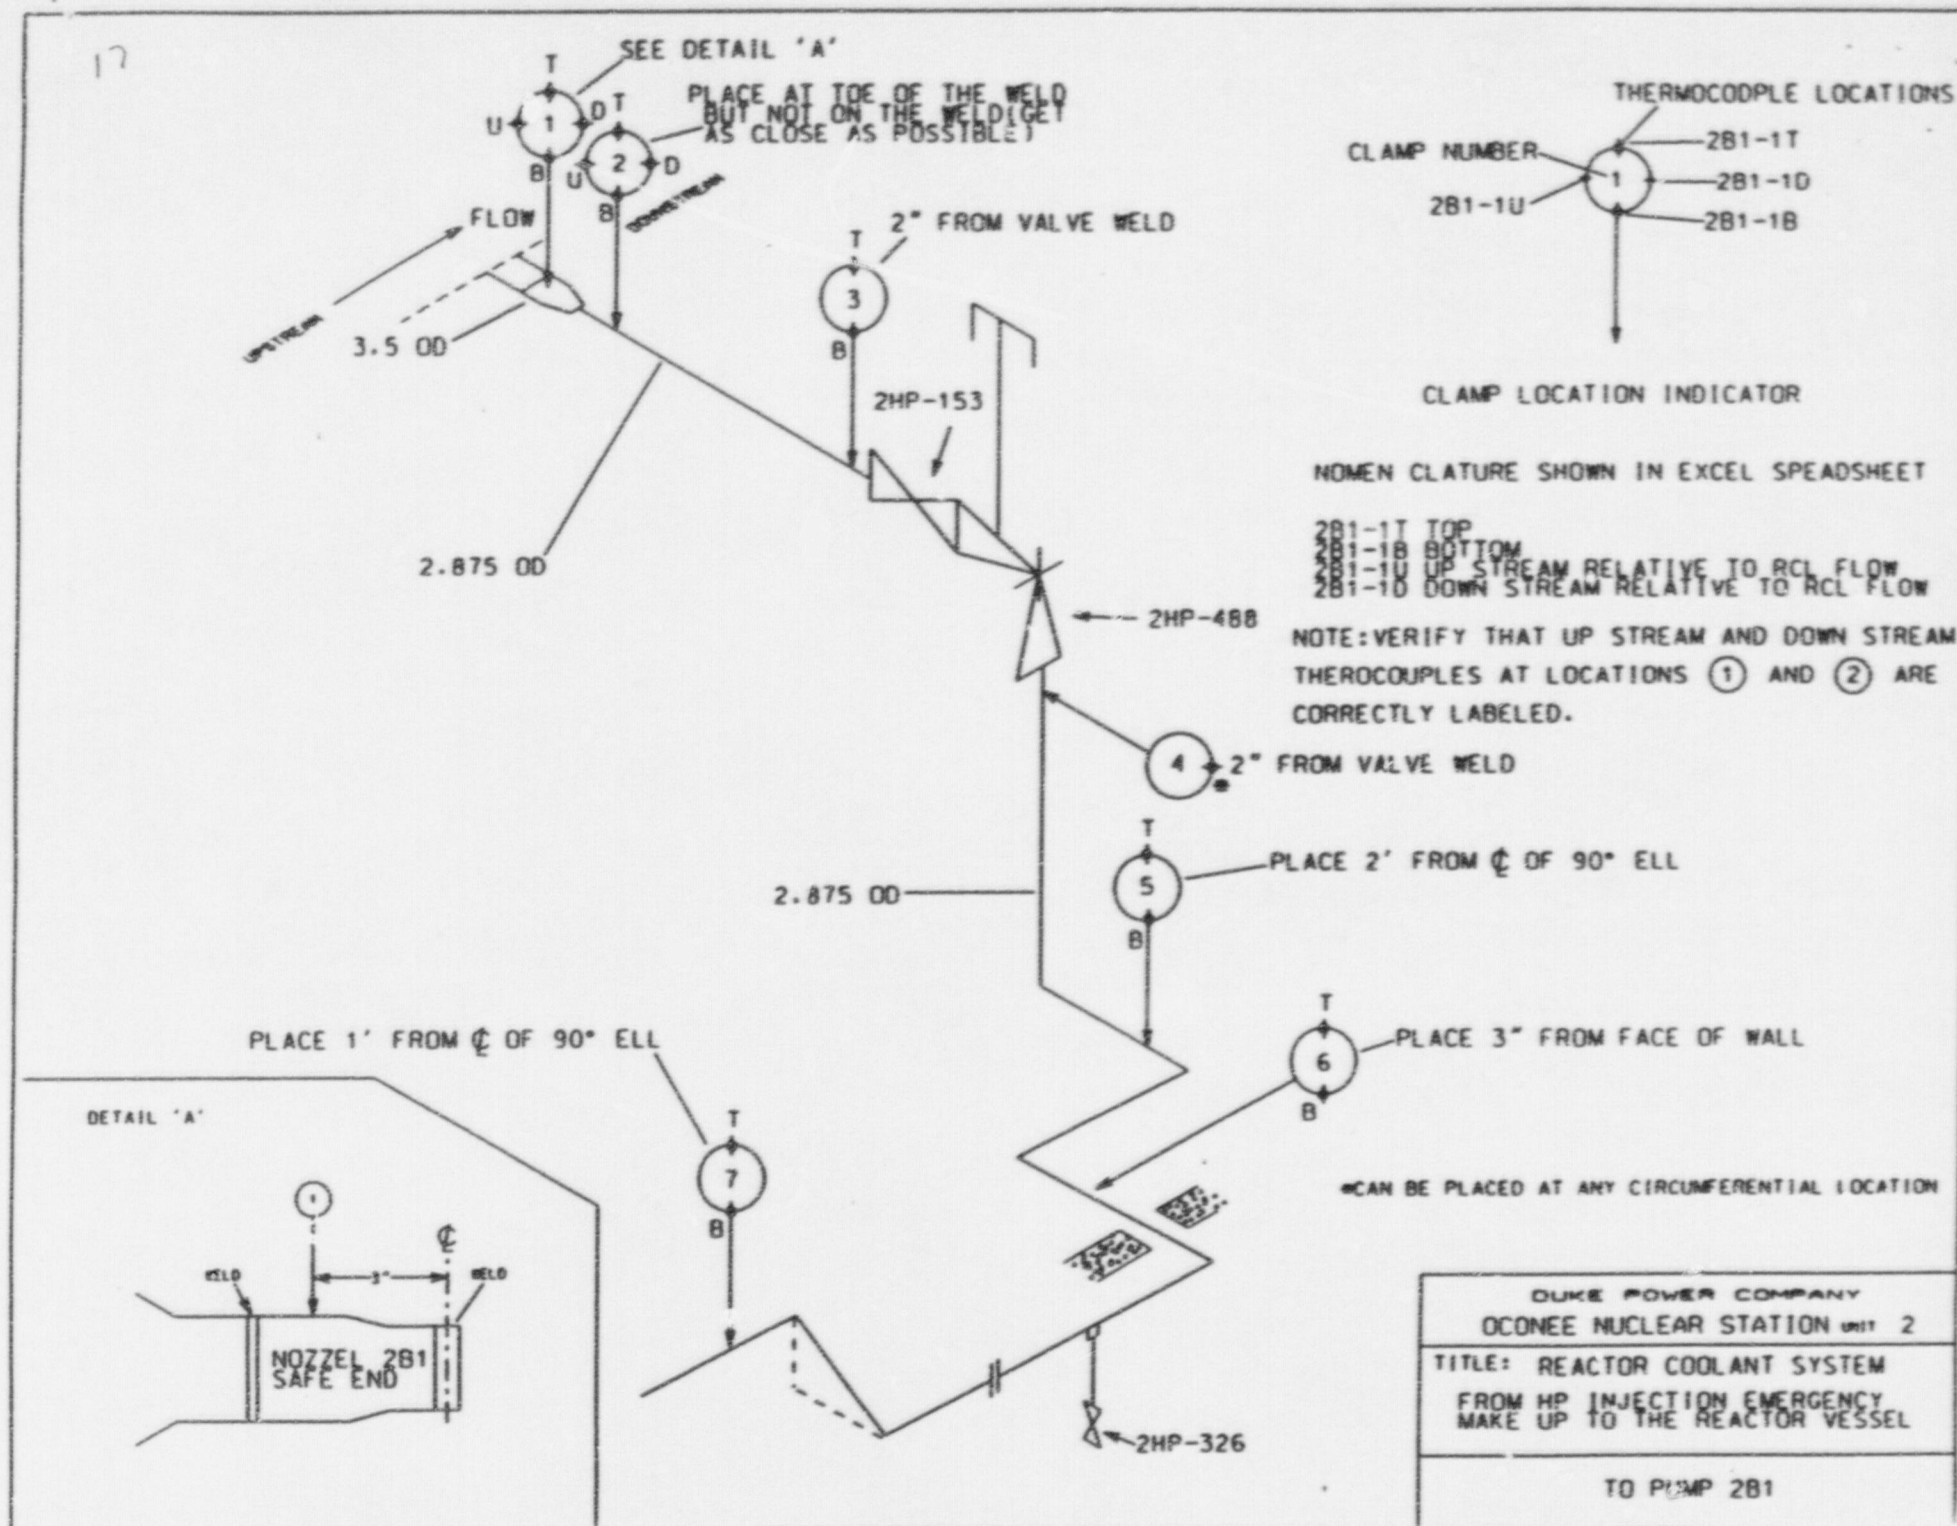 17
SEE DETAIL 'A'
T
U
1
D
B
PLACE AT TOE OF THE WELD
BUT NOT ON THE WELD(GET
AS CLOSE AS POSSIBLE)
T
U
2
D
B
DOWNSTREAM
FLOW
UPSTREAM
3.5 OD
2.875 OD
2" FROM VALVE WELD
T
3
B
2HP-153
THERMOCODPLE LOCATIONS
CLAMP NUMBER
1
2B1-1T
2B1-1D
2B1-1U
2B1-1B
CLAMP LOCATION INDICATOR
NOMEN CLATURE SHOWN IN EXCEL SPEADSHEET
2B1-1T TOP
2B1-1B BOTTOM
2B1-1U UP STREAM RELATIVE TO RCL FLOW
2B1-1D DOWN STREAM RELATIVE TO RCL FLOW
2HP-488
NOTE:VERIFY THAT UP STREAM AND DOWN STREAM
THEROCOUPLES AT LOCATIONS 1 AND 2 ARE
CORRECTLY LABELED.
4
2" FROM VALVE WELD
T
5
B
PLACE 2' FROM ℄ OF 90° ELL
2.875 OD
T
6
B
PLACE 3" FROM FACE OF WALL
PLACE 1' FROM ℄ OF 90° ELL
T
7
B
*CAN BE PLACED AT ANY CIRCUMFERENTIAL LOCATION
DETAIL 'A'
1
℄
WELD
3"
WELD
NOZZEL 2B1
SAFE END
2HP-326
DUKE POWER COMPANY
OCONEE NUCLEAR STATION UNIT 2
TITLE: REACTOR COOLANT SYSTEM
FROM HP INJECTION EMERGENCY
MAKE UP TO THE REACTOR VESSEL
TO PUMP 2B1